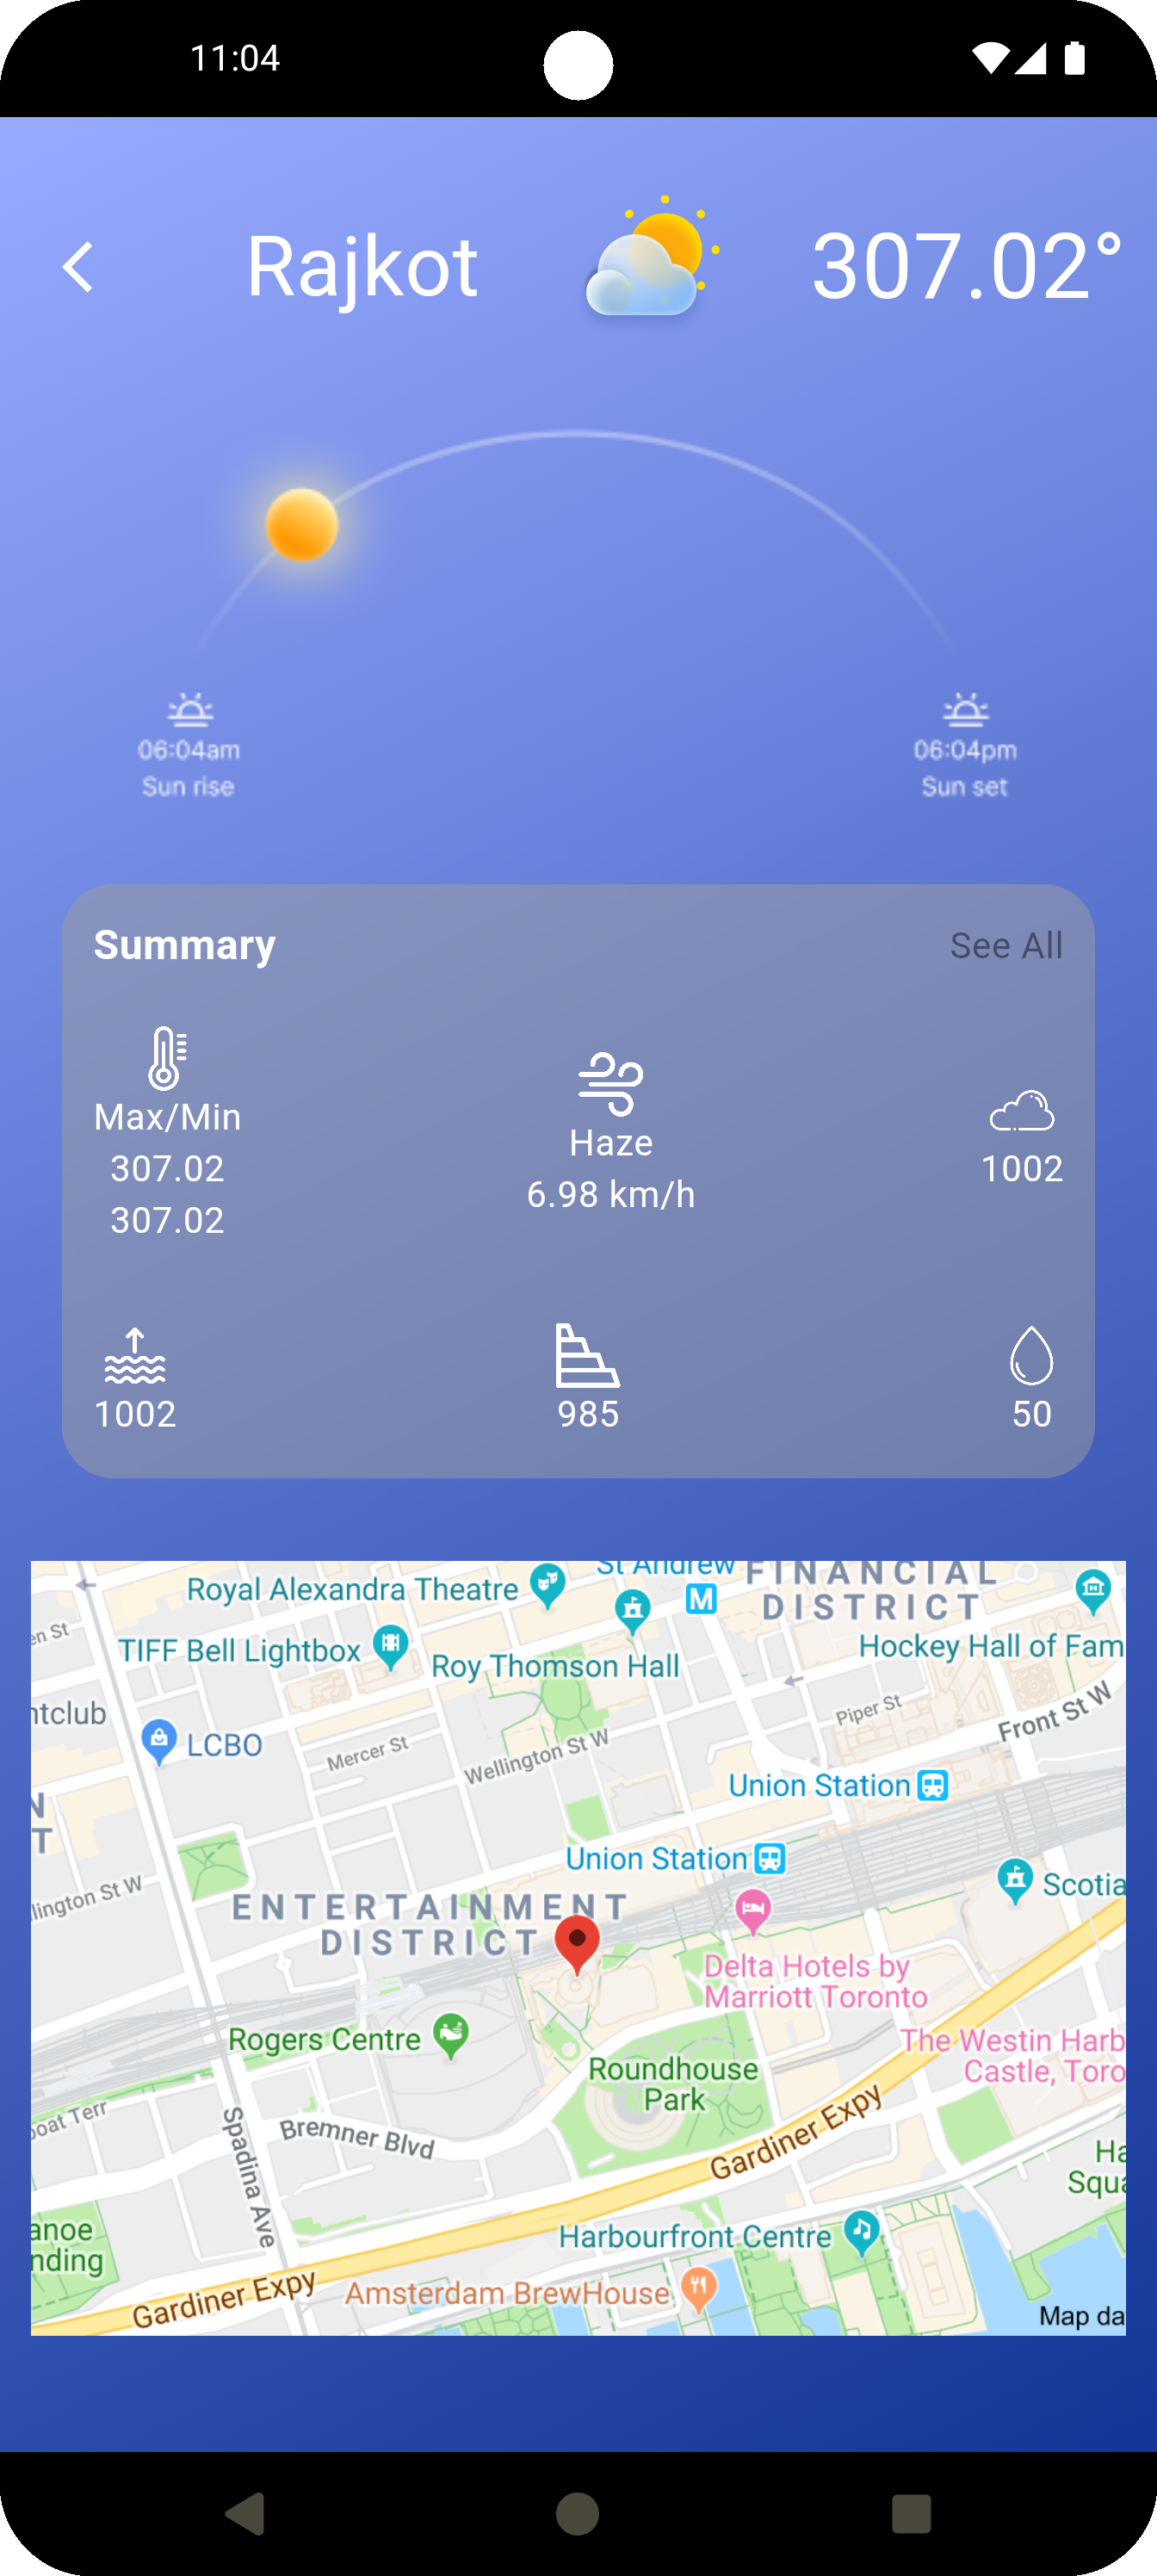 11:04
Rajkot 307.02°
06:04am 06:04pm
Sun rise Sun set
Summary See All
Max/Min
307.02
307.02
Haze
6.98 km/h
1002
1002 985 50
St Andrew
FINANCIAL
DISTRICT
Royal Alexandra Theatre
M
en St
TIFF Bell Lightbox
Roy Thomson Hall
Hockey Hall of Fam
ntclub
LCBO
Mercer St
Wellington St W
Piper St
Front St W
Union Station
N
T
Union Station
lington St W
Scotia
ENTERTAINMENT
DISTRICT
Delta Hotels by
Marriott Toronto
Rogers Centre
The Westin Harb
Castle, Toro
Roundhouse
Park
oat Terr
Spadina Ave
Bremner Blvd
Gardiner Expy
Ha
Squa
anoe
nding
Harbourfront Centre
Gardiner Expy
Amsterdam BrewHouse
Map da